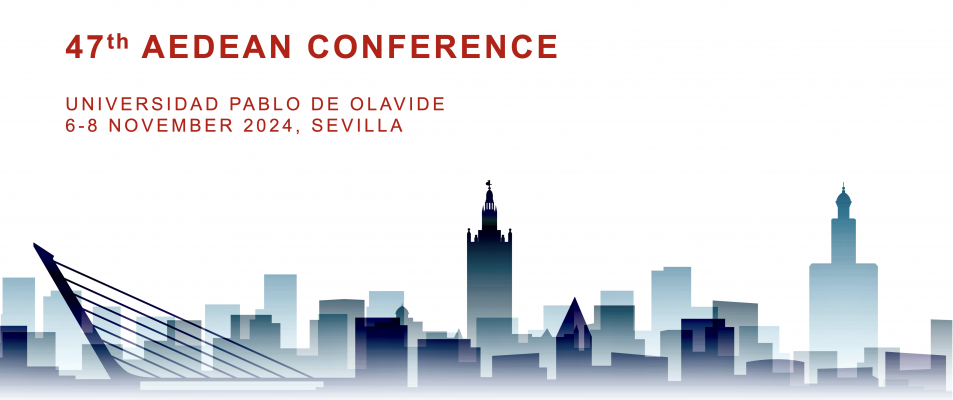 47th AEDEAN CONFERENCE
UNIVERSIDAD PABLO DE OLAVIDE
6-8 NOVEMBER 2024, SEVILLA